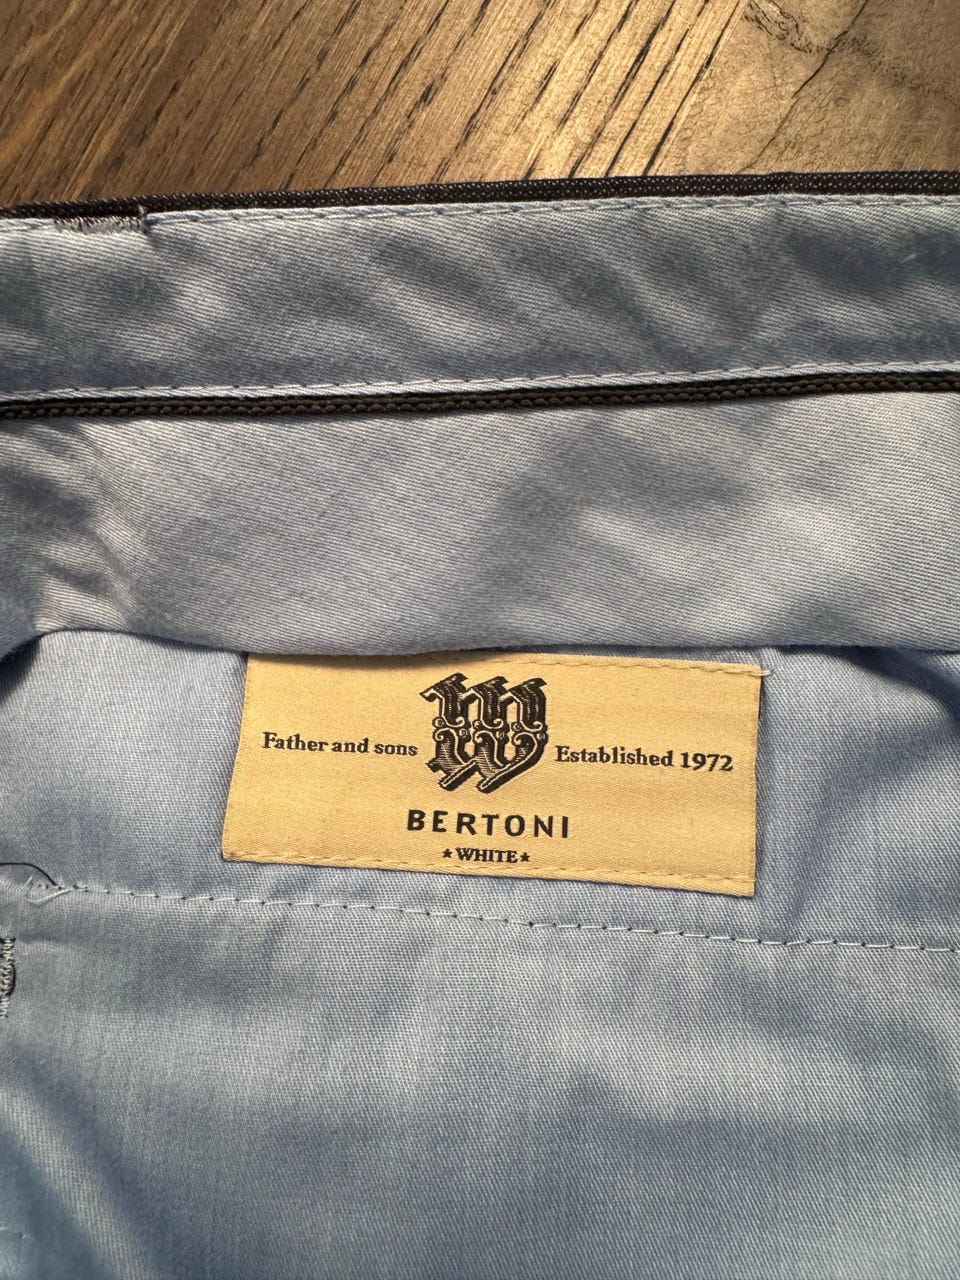 Father and sons W Established 1972
BERTONI
★WHITE★